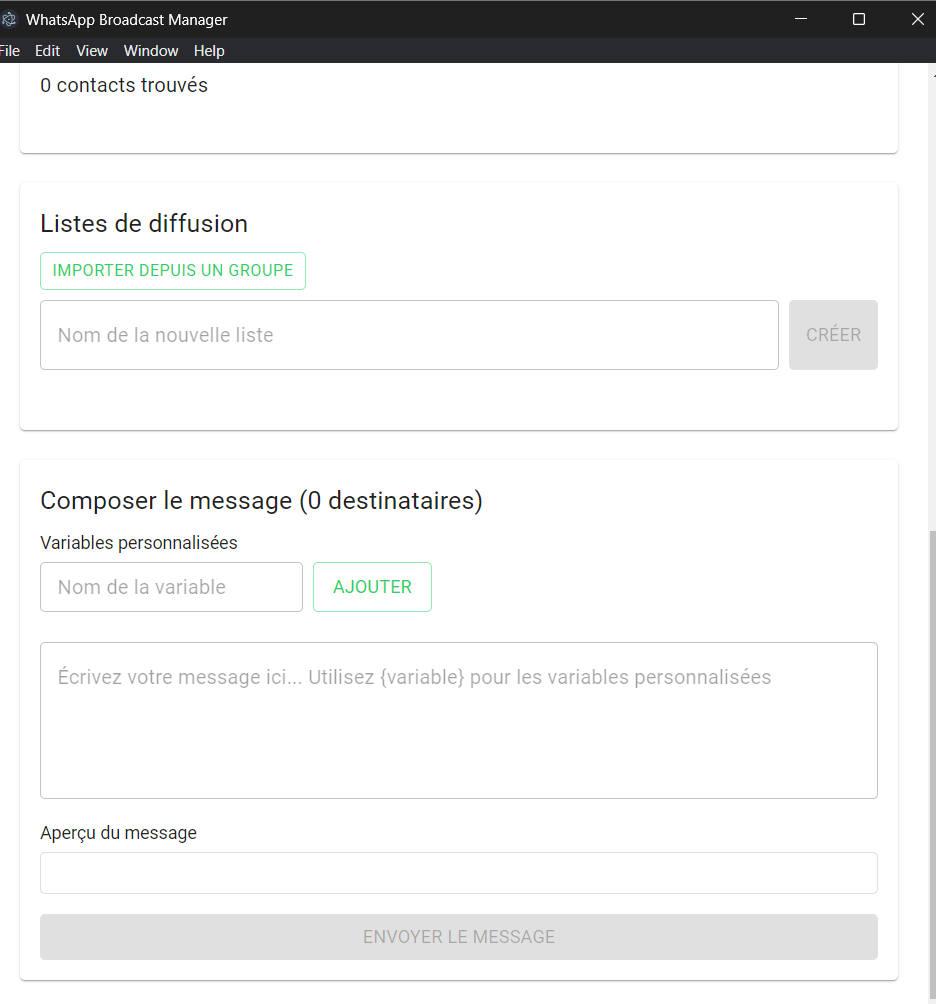 WhatsApp Broadcast Manager
File Edit View Window Help
0 contacts trouvés
Listes de diffusion
IMPORTER DEPUIS UN GROUPE
Nom de la nouvelle liste
CRÉER
Composer le message (0 destinataires)
Variables personnalisées
Nom de la variable
AJOUTER
Écrivez votre message ici... Utilisez {variable} pour les variables personnalisées
Aperçu du message
ENVOYER LE MESSAGE